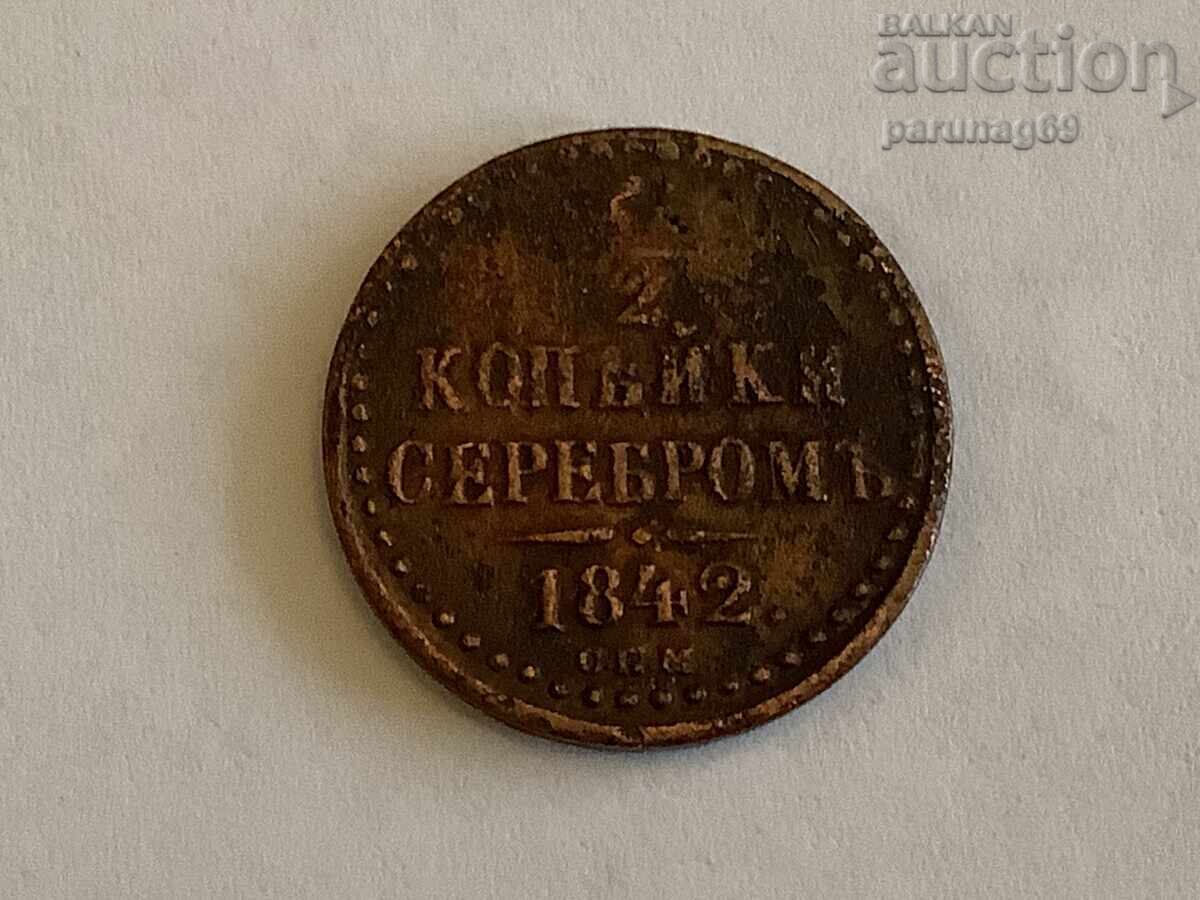 BALKAN
auction
parunag69
1/2
КОПѢЙКИ
СЕРЕБРОМЪ
1842.
СПМ